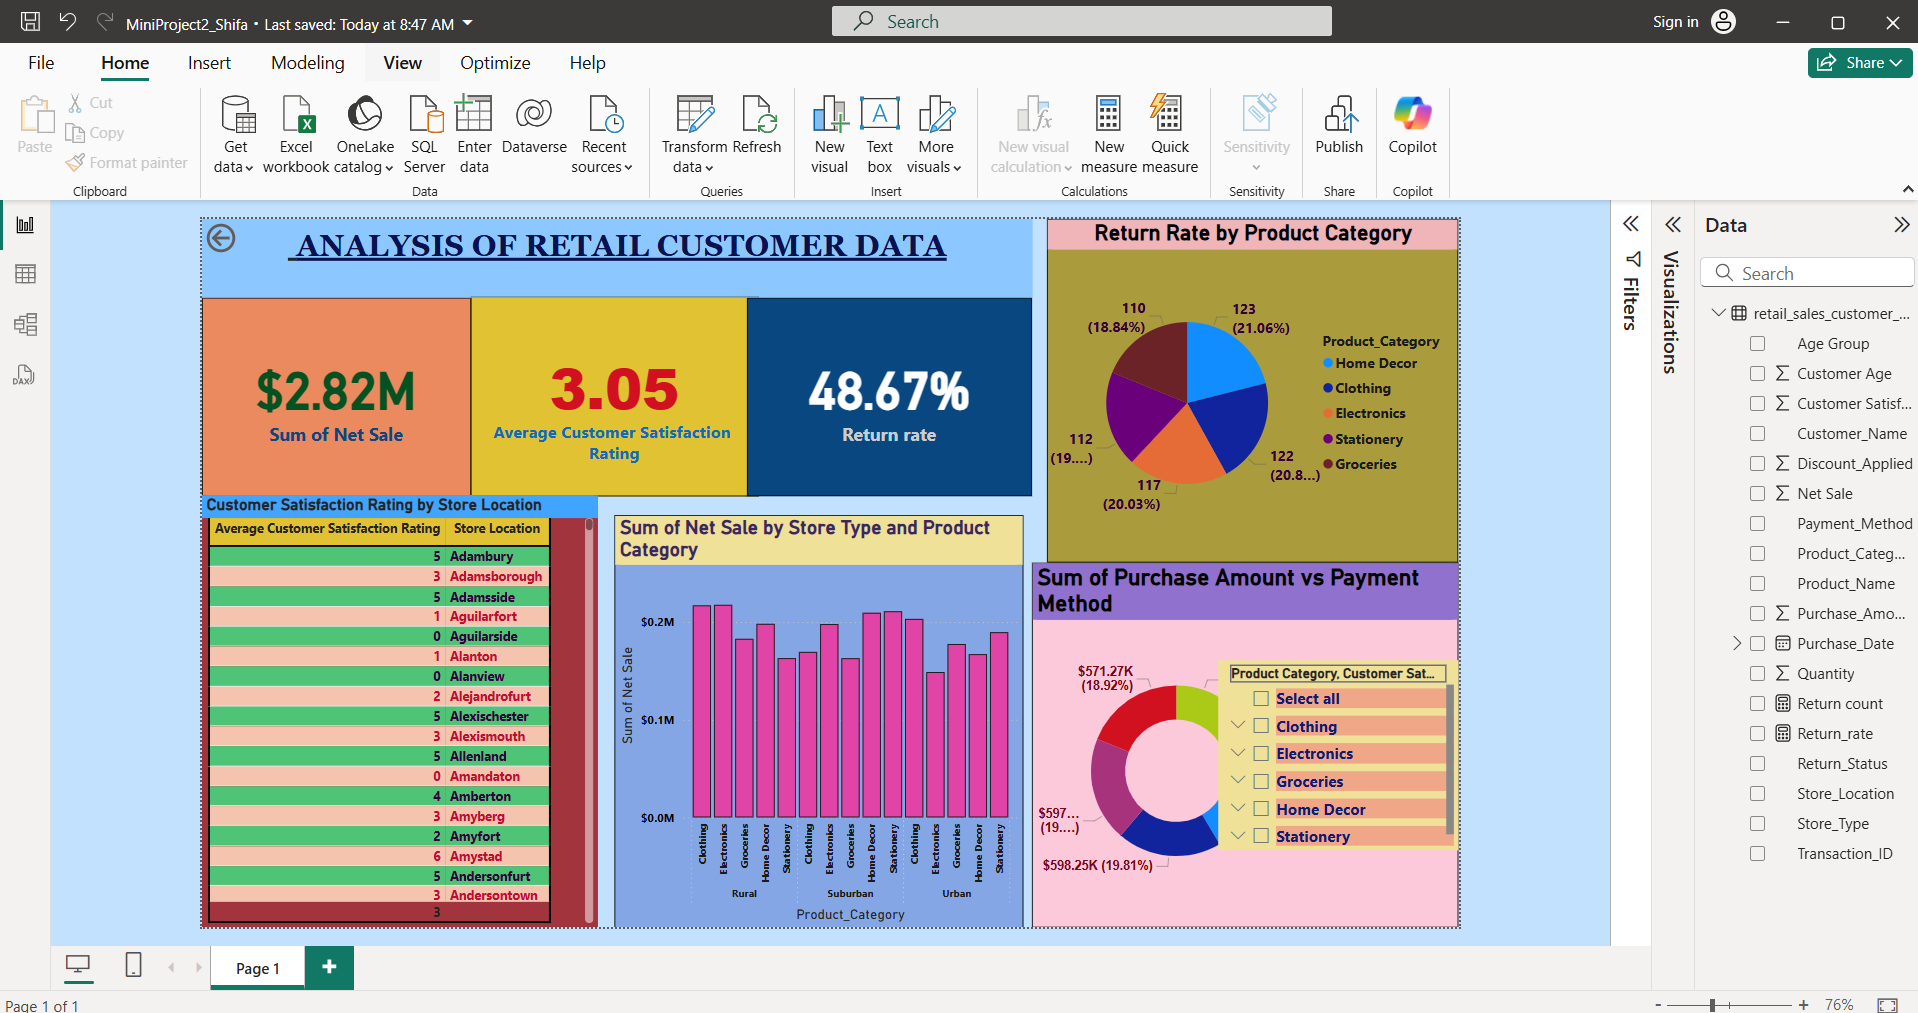 MiniProject2_Shifa • Last saved: Today at 8:47 AM
Search
Sign in
File
Home
Insert
Modeling
View
Optimize
Help
Share
Paste
Cut
Copy
Format painter
Clipboard
Get data
Excel workbook
OneLake catalog
SQL Server
Enter data
Dataverse
Recent sources
Data
Transform data
Refresh
Queries
New visual
Text box
More visuals
Insert
New visual calculation
New measure
Quick measure
Calculations
Sensitivity
Sensitivity
Publish
Share
Copilot
Copilot
DAX
ANALYSIS OF RETAIL CUSTOMER DATA
$2.82M
Sum of Net Sale
3.05
Average Customer Satisfaction
Rating
48.67%
Return rate
Return Rate by Product Category
110
(18.84%)
123
(21.06%)
112
(19....)
117
(20.03%)
122
(20.8...)
Product_Category
Home Decor
Clothing
Electronics
Stationery
Groceries
Customer Satisfaction Rating by Store Location
Average Customer Satisfaction Rating Store Location
5 Adambury
3 Adamsborough
5 Adamsside
1 Aguilarfort
0 Aguilarside
1 Alanton
0 Alanview
2 Alejandrofurt
5 Alexischester
3 Alexismouth
5 Allenland
0 Amandaton
4 Amberton
3 Amyberg
2 Amyfort
6 Amystad
5 Andersonfurt
3 Andersontown
3
Sum of Net Sale by Store Type and Product
Category
Sum of Net Sale
$0.2M
$0.1M
$0.0M
Clothing
Electronics
Groceries
Home Decor
Stationery
Clothing
Electronics
Groceries
Home Decor
Stationery
Clothing
Electronics
Groceries
Home Decor
Stationery
Rural
Suburban
Urban
Product_Category
Sum of Purchase Amount vs Payment
Method
$571.27K
(18.92%)
$597...
(19....)
$598.25K (19.81%)
Product Category, Customer Sat...
Select all
Clothing
Electronics
Groceries
Home Decor
Stationery
Filters
Visualizations
Data
Search
retail_sales_customer_...
Age Group
Customer Age
Customer Satisf...
Customer_Name
Discount_Applied
Net Sale
Payment_Method
Product_Categ...
Product_Name
Purchase_Amo...
Purchase_Date
Quantity
Return count
Return_rate
Return_Status
Store_Location
Store_Type
Transaction_ID
Page 1
Page 1 of 1
76%